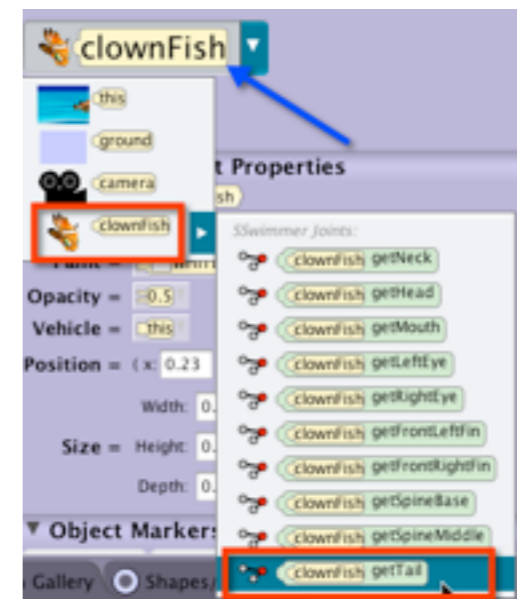 clownFish
this
ground
camera
clownFish
t Properties
sh)
SSwimmer Joints:
clownFish getNeck
clownFish getHead
clownFish getMouth
clownFish getLeftEye
clownFish getRightEye
clownFish getFrontLeftFin
clownFish getFrontRightFin
clownFish getSpineBase
clownFish getSpineMiddle
clownFish getTail
Opacity = 0.5
Vehicle = this
Position = ( x: 0.23
Width: 0.
Size = Height: 0.
Depth: 0.
Object Marker
Gallery
Shapes/